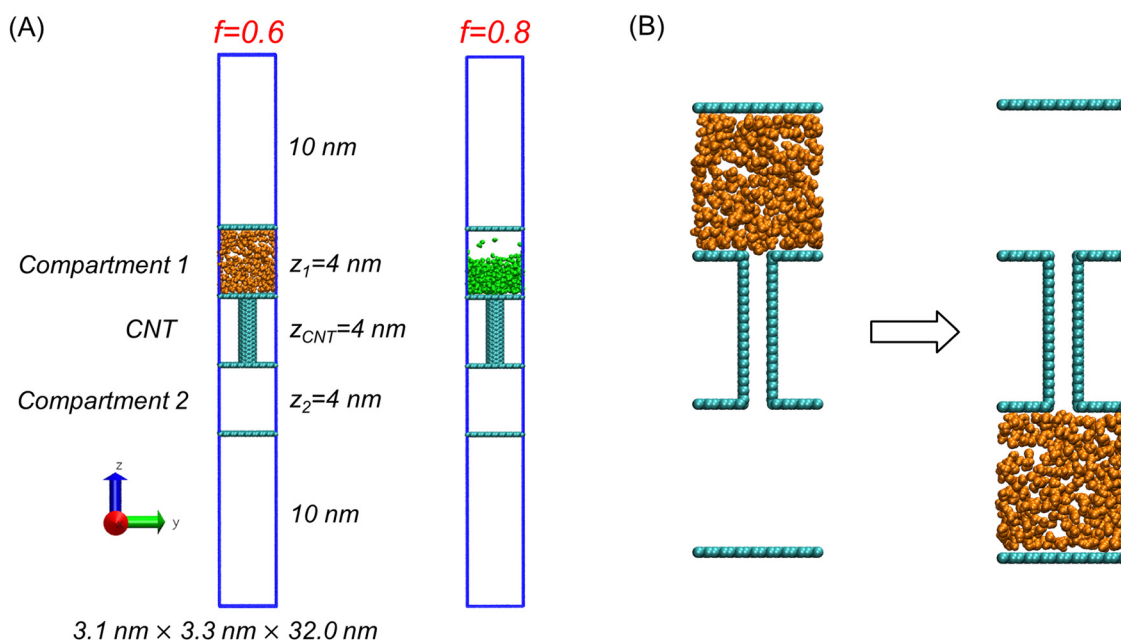 (A)
f=0.6
f=0.8
(B)
10 nm
Compartment 1
z₁=4 nm
CNT
z_CNT=4 nm
Compartment 2
z₂=4 nm
z
y
10 nm
3.1 nm × 3.3 nm × 32.0 nm